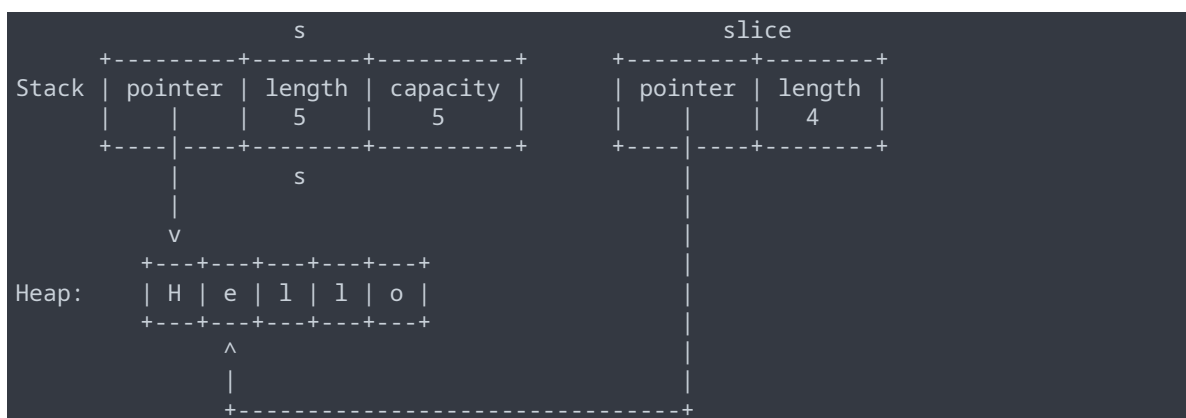 s                              slice
      +---------+--------+----------+      +---------+--------+
Stack | pointer | length | capacity |      | pointer | length |
      |    |    |   5    |    5     |      |    |    |   4    |
      +----|----+--------+----------+      +----|----+--------+
           |        s                           |
           |                                    |
           v                                    |
         +---+---+---+---+---+                  |
Heap:    | H | e | l | l | o |                  |
         +---+---+---+---+---+                  |
               ^                                |
               |                                |
               +--------------------------------+